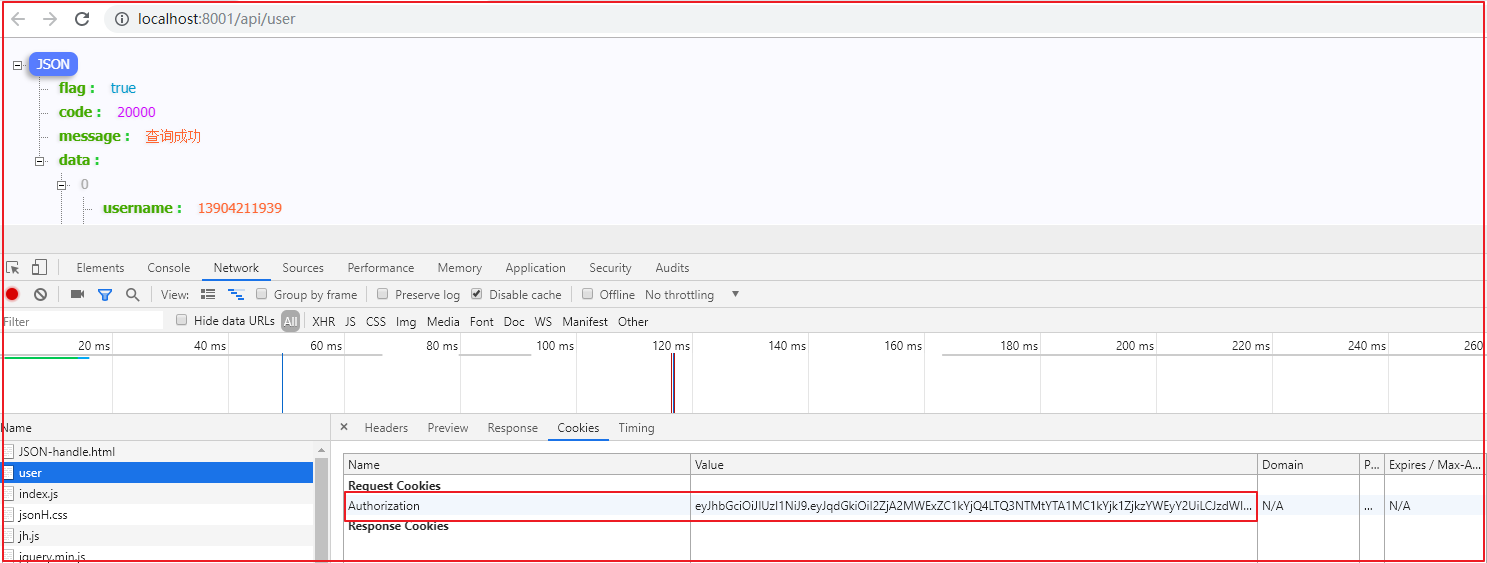 localhost:8001/api/user
JSON
flag : true
code : 20000
message : 查询成功
data :
0
username : 13904211939
Elements Console Network Sources Performance Memory Application Security Audits
View: Group by frame Preserve log Disable cache Offline No throttling
Filter Hide data URLs All XHR JS CSS Img Media Font Doc WS Manifest Other
20 ms 40 ms 60 ms 80 ms 100 ms 120 ms 140 ms 160 ms 180 ms 200 ms 220 ms 240 ms 260
Name × Headers Preview Response Cookies Timing
JSON-handle.html
user
index.js
jsonH.css
jh.js
jquery.min.js
Name Value Domain P... Expires / Max-A...
Request Cookies
Authorization eyJhbGciOiJIUzI1NiJ9.eyJqdGkiOiI2ZjA2MWExZC1kYjQ4LTQ3NTMtYTA1MC1kYjk1ZjkzYWEyY2UiLCJzdWI... N/A ... N/A
Response Cookies